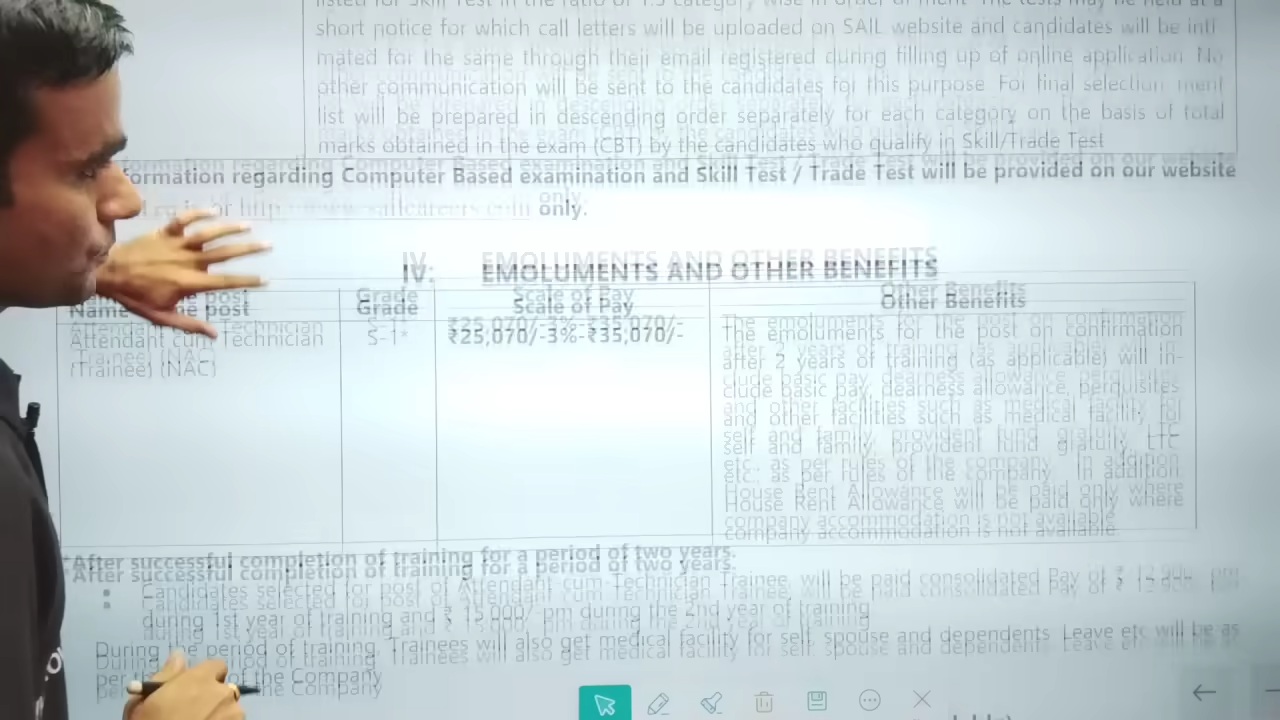 listed for Skill Test in the ratio of 1:3 category wise in order of merit. The tests may be held at a
short notice for which call letters will be uploaded on SAIL website and candidates will be inti
mated for the same through their email registered during filling up of online application No
other communication will be sent to the candidates for this purpose For final selection merit
list will be prepared in descending order separately for each category, on the basis of total
marks obtained in the exam (CBT) by the candidates who qualify in Skill/Trade Test
ormation regarding Computer Based examination and Skill Test / Trade Test will be provided on our website
or http://www.sailcareers.com only.
IV. EMOLUMENTS AND OTHER BENEFITS
Name post
Grade
Scale of Pay
Other Benefits
Attendant cum Technician
(Trainee) (NAC)
S-1*
₹25,070/-3%-₹35,070/-
The emoluments for the post on confirmation
after 2 years of training (as applicable) will in-
clude basic pay, dearness allowance, perquisites
and other facilities such as medical facility for
self and family, provident fund gratuity, LTC
etc., as per rules of the company. In addition
House Rent Allowance will be paid only where
company accommodation is not available
*After successful completion of training for a period of two years.
• Candidates selected for post of Attendant cum Technician Trainee, will be paid consolidated Pay of ₹ pm
during 1st year of training and ₹ 15,000/-pm during the 2nd year of training
During period of training, Trainees will also get medical facility for self, spouse and dependents. Leave etc will be as
per of the Company